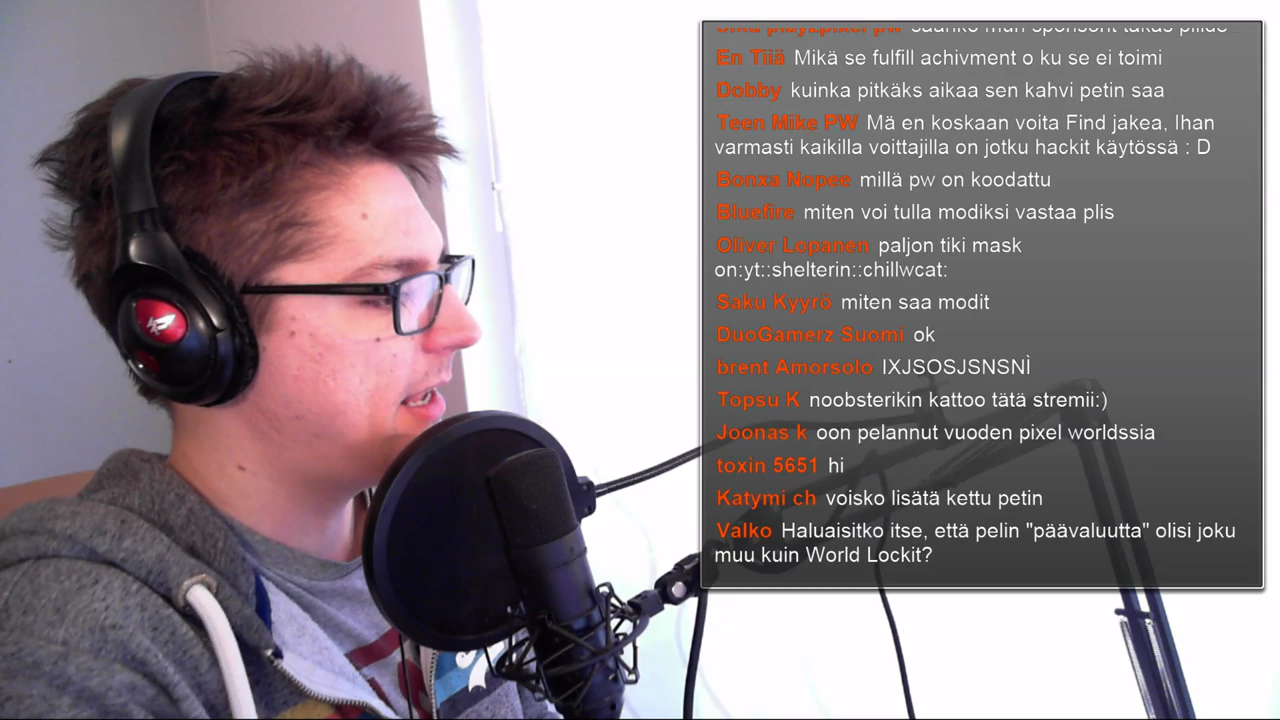 En Tiiä Mikä se fulfill achivment o ku se ei toimi
Dobby kuinka pitkäks aikaa sen kahvi petin saa
Teen Mike PW Mä en koskaan voita Find jakea, Ihan
varmasti kaikilla voittajilla on jotku hackit käytössä : D
Bonxa Nopee millä pw on koodattu
Bluefire miten voi tulla modiksi vastaa plis
Oliver Lopanen paljon tiki mask
on:yt::shelterin::chillwcat:
Saku Kyyrö miten saa modit
DuoGamerz Suomi ok
brent Amorsolo IXJSOSJSNSNÌ
Topsu K noobsterikin kattoo tätä stremii:)
Joonas k oon pelannut vuoden pixel worldssia
toxin 5651 hi
Katymi ch voisko lisätä kettu petin
Valko Haluaisitko itse, että pelin "päävaluutta" olisi joku
muu kuin World Lockit?